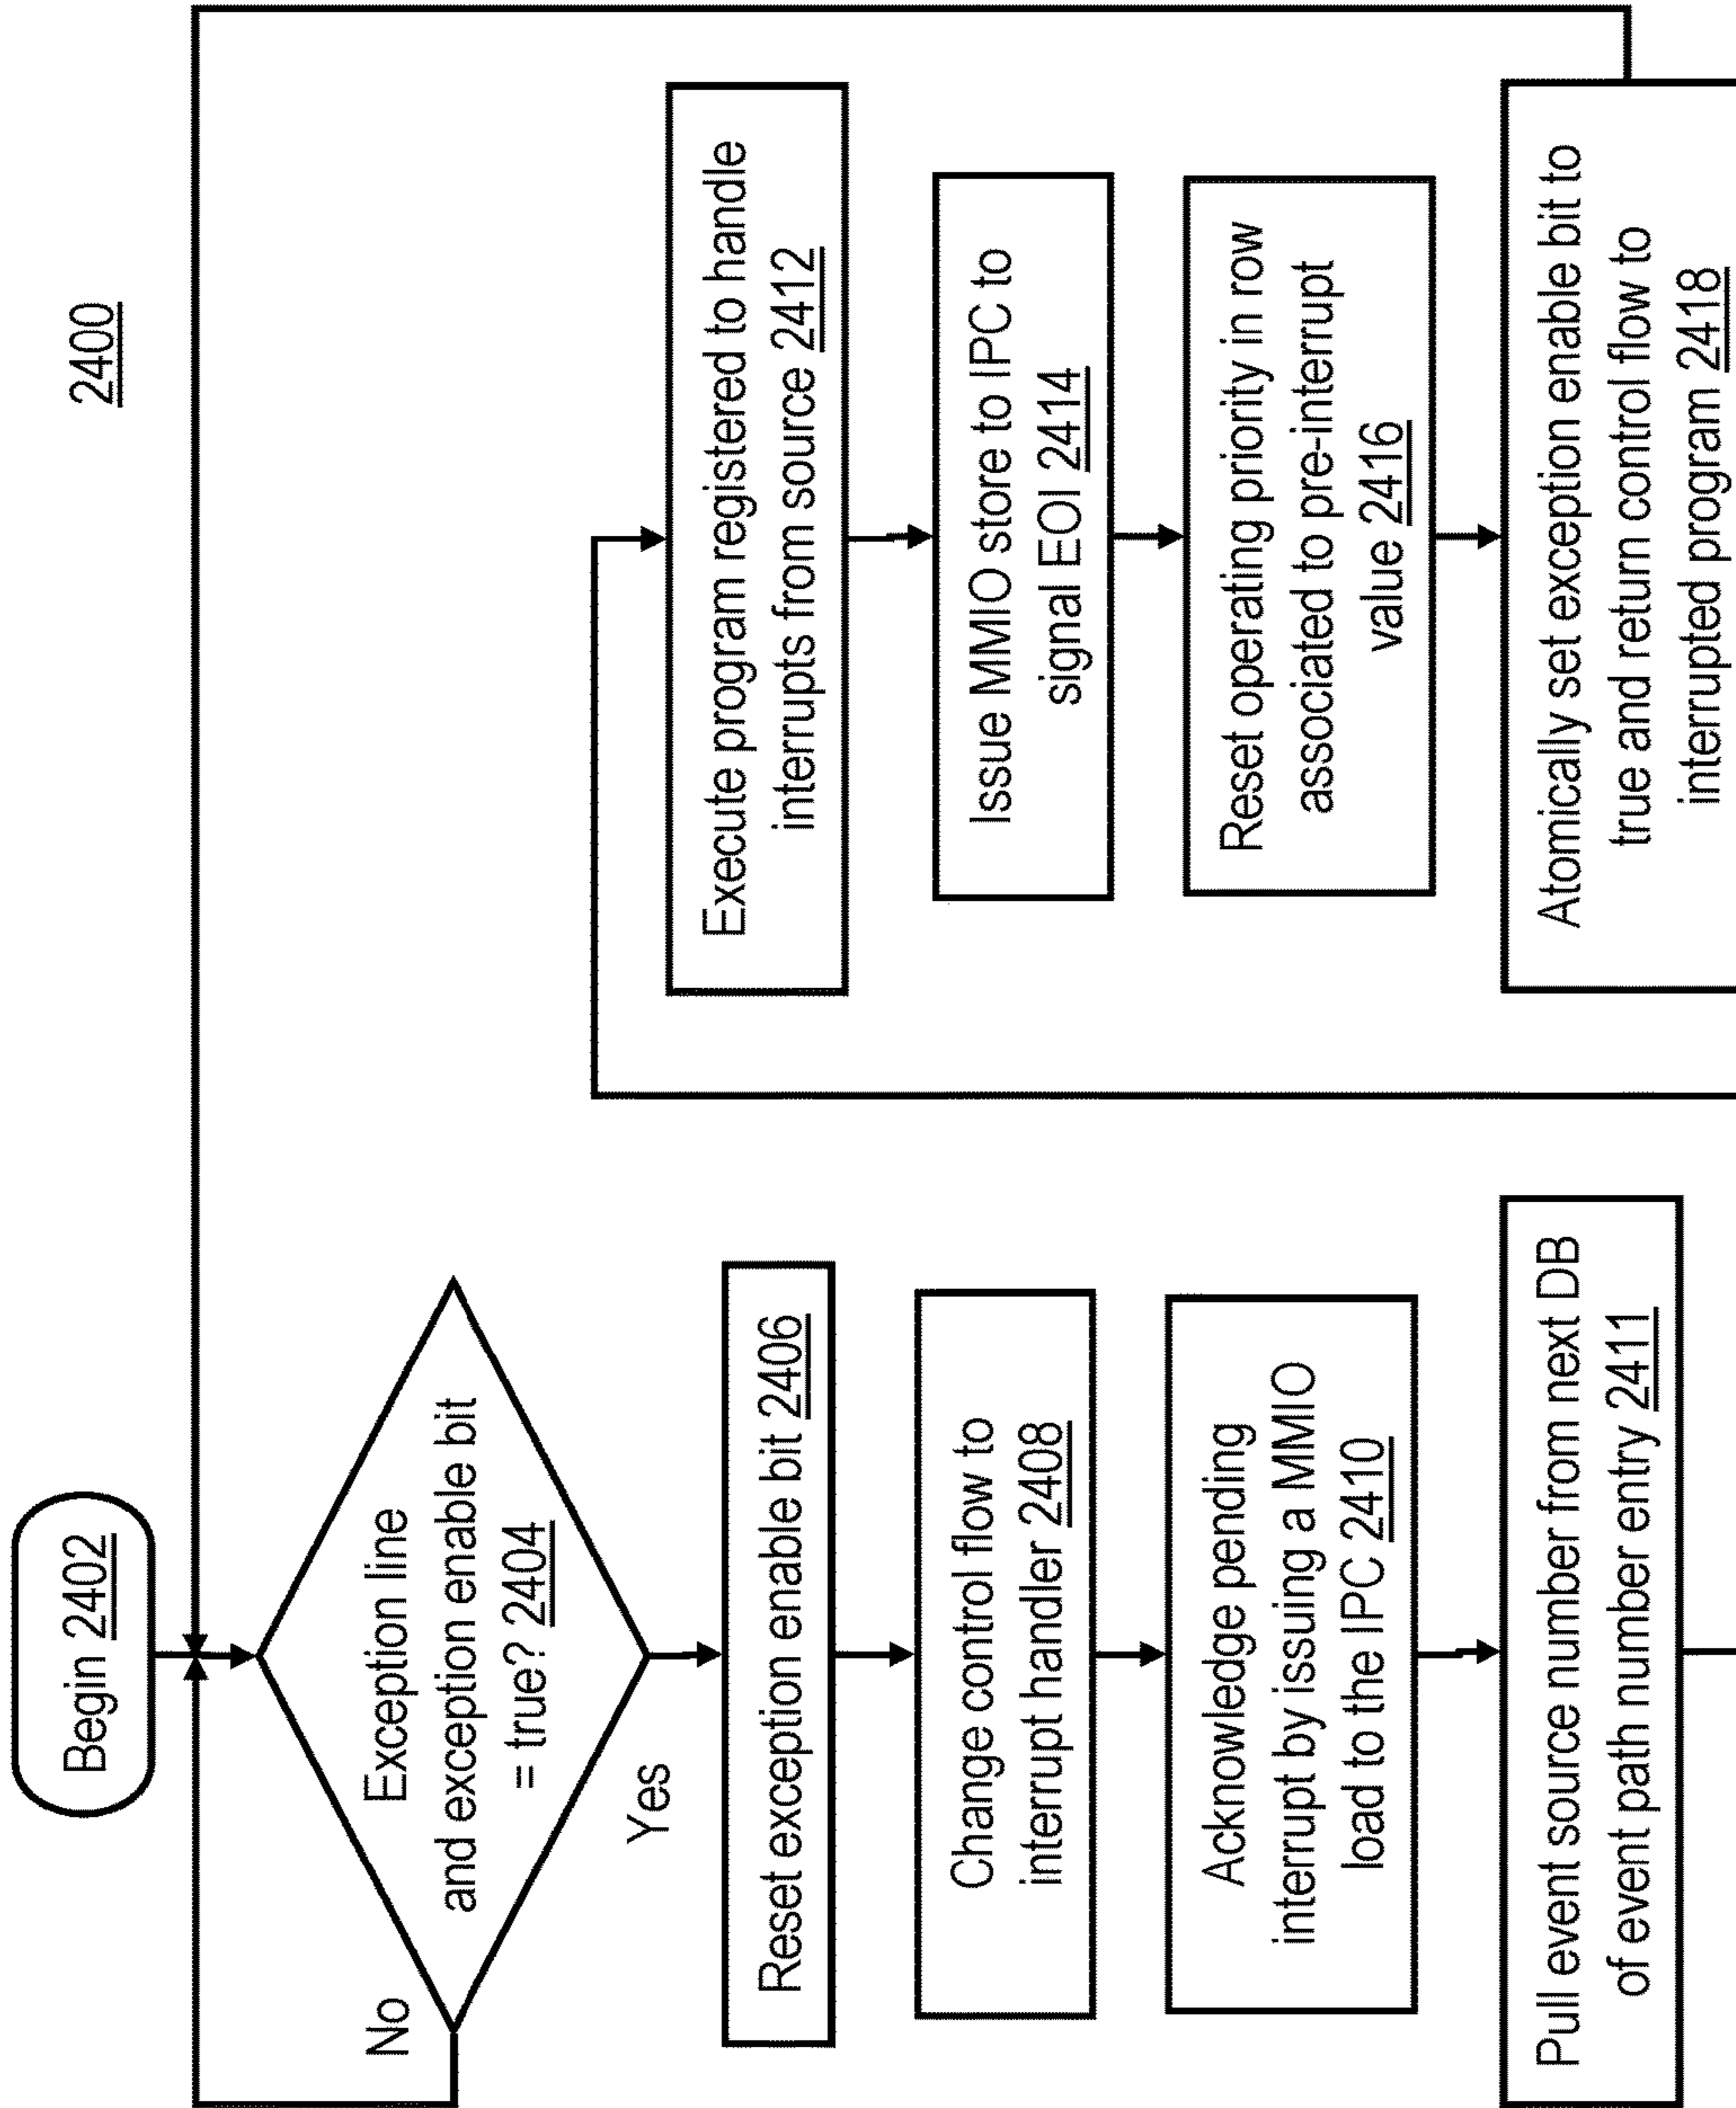 2400
Begin 2402
Exception line
and exception enable bit
= true? 2404
No
Yes
Reset exception enable bit 2406
Change control flow to
interrupt handler 2408
Acknowledge pending
interrupt by issuing a MMIO
load to the IPC 2410
Pull event source number from next DB
of event path number entry 2411
Execute program registered to handle
interrupts from source 2412
Issue MMIO store to IPC to
signal EOI 2414
Reset operating priority in row
associated to pre-interrupt
value 2416
Atomically set exception enable bit to
true and return control flow to
interrupted program 2418